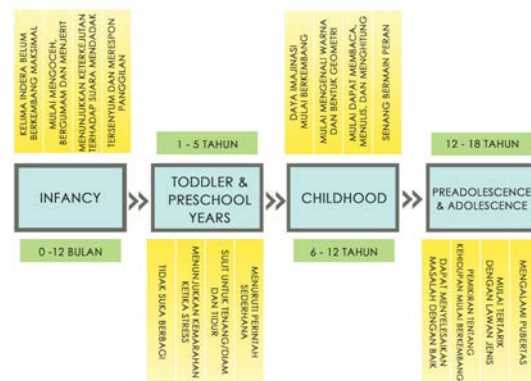 KELIMA INDERA BELUM
BERKEMBANG MAKSIMAL
MULAI MENGOCEH,
BERGUMAM DAN MENJERIT
MENUNJUKKAN KETERKEJUTAN
TERHADAP SUARA MENDADAK
TERSENYUM DAN MERESPON
PANGGILAN
INFANCY
0 -12 BULAN
1 - 5 TAHUN
TODDLER &
PRESCHOOL
YEARS
MENURUTI PERINTAH
SEDERHANA
SULIT UNTUK TENANG/DIAM
DAN TIDUR
MENUNJUKKAN KEMARAHAN
KETIKA STRESS
TIDAK SUKA BERBAGI
DAYA IMAJINASI
MULAI BERKEMBANG
MULAI MENGENALI WARNA
DAN BENTUK GEOMETRI
MULAI DAPAT MEMBACA,
MENULIS, DAN MENGHITUNG
SENANG BERMAIN PERAN
CHILDHOOD
6 - 12 TAHUN
12 - 18 TAHUN
PREADOLESCENCE
& ADOLESCENCE
MENGALAMI PUBERTAS
MULAI TERTARIK
DENGAN LAWAN JENIS
PEMIKIRAN TENTANG
KEHIDUPAN MULAI BERKEMBANG
DAPAT MENYELESAIKAN
MASALAH DENGAN BAIK